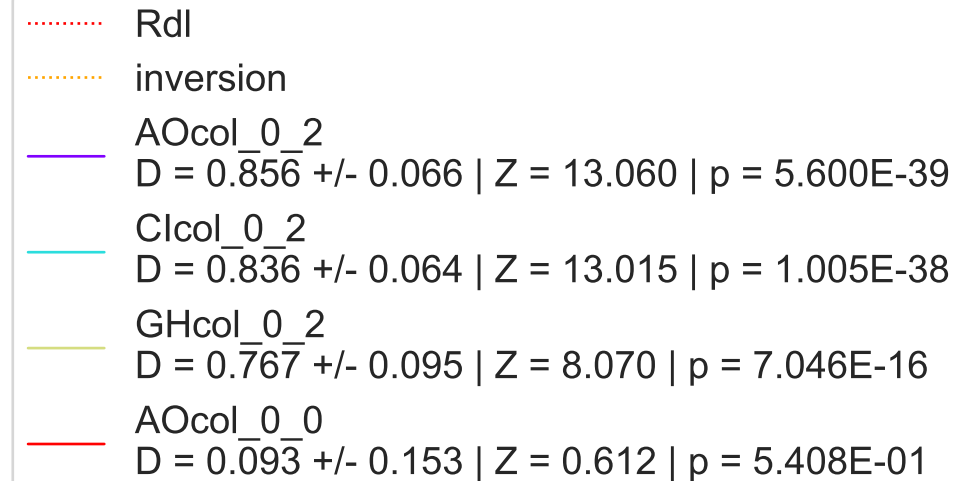 Rdl
inversion
AOcol_0_2
D = 0.856 +/- 0.066 | Z = 13.060 | p = 5.600E-39
CIcol_0_2
D = 0.836 +/- 0.064 | Z = 13.015 | p = 1.005E-38
GHcol_0_2
D = 0.767 +/- 0.095 | Z = 8.070 | p = 7.046E-16
AOcol_0_0
D = 0.093 +/- 0.153 | Z = 0.612 | p = 5.408E-01